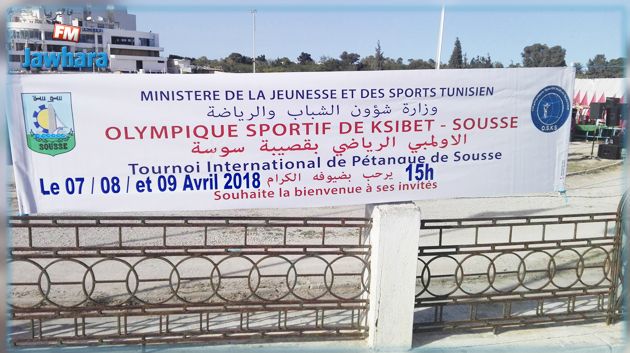 FM
Jawhara
MINISTERE DE LA JEUNESSE ET DES SPORTS TUNISIEN
وزارة شؤون الشباب والرياضة
OLYMPIQUE SPORTIF DE KSIBET - SOUSSE
الاولمبي الرياضي بقصيبة سوسة
Tournoi International de Pétanque de Sousse
Le 07 / 08 / et 09 Avril 2018 يرحب بضيوفه الكرام 15h
Souhaite la bienvenue à ses invités
سوسة
SOUSSE
O.S.K.S